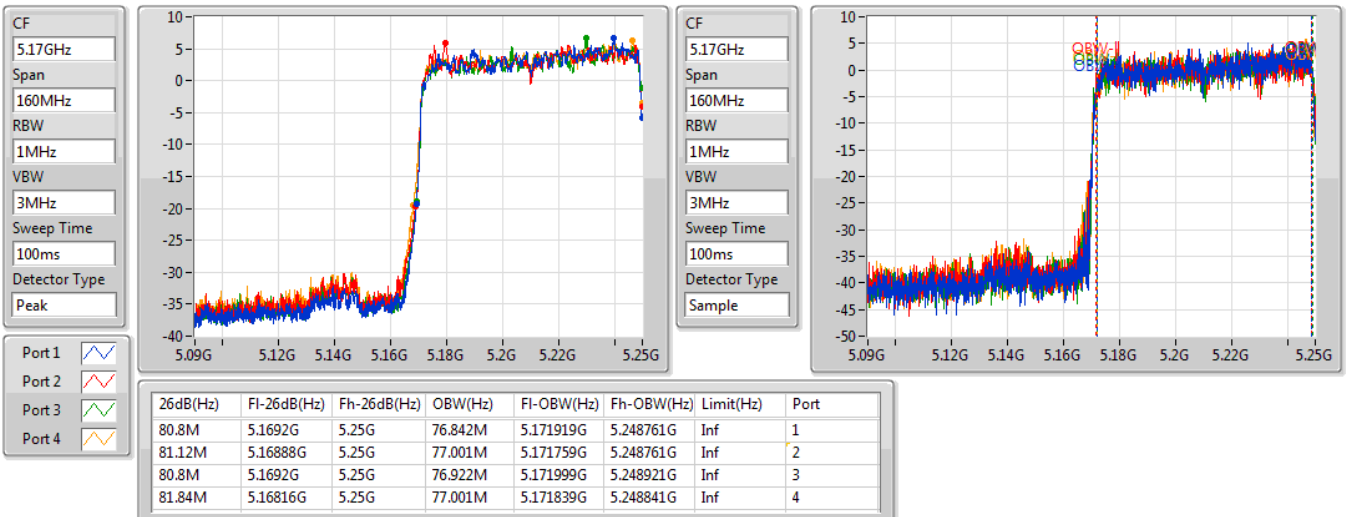 CF
5.17GHz
Span
160MHz
RBW
1MHz
VBW
3MHz
Sweep Time
100ms
Detector Type
Peak
10
5
0
-5
-10
-15
-20
-25
-30
-35
-40
5.09G 5.12G 5.14G 5.16G 5.18G 5.2G 5.22G 5.25G
CF
5.17GHz
Span
160MHz
RBW
1MHz
VBW
3MHz
Sweep Time
100ms
Detector Type
Sample
10
5
0
-5
-10
-15
-20
-25
-30
-35
-40
-45
-50
5.09G 5.12G 5.14G 5.16G 5.18G 5.2G 5.22G 5.25G
Port 1
Port 2
Port 3
Port 4
26dB(Hz) Fl-26dB(Hz) Fh-26dB(Hz) OBW(Hz) Fl-OBW(Hz) Fh-OBW(Hz) Limit(Hz) Port
80.8M 5.1692G 5.25G 76.842M 5.171919G 5.248761G Inf 1
81.12M 5.16888G 5.25G 77.001M 5.171759G 5.248761G Inf 2
80.8M 5.1692G 5.25G 76.922M 5.171999G 5.248921G Inf 3
81.84M 5.16816G 5.25G 77.001M 5.171839G 5.248841G Inf 4